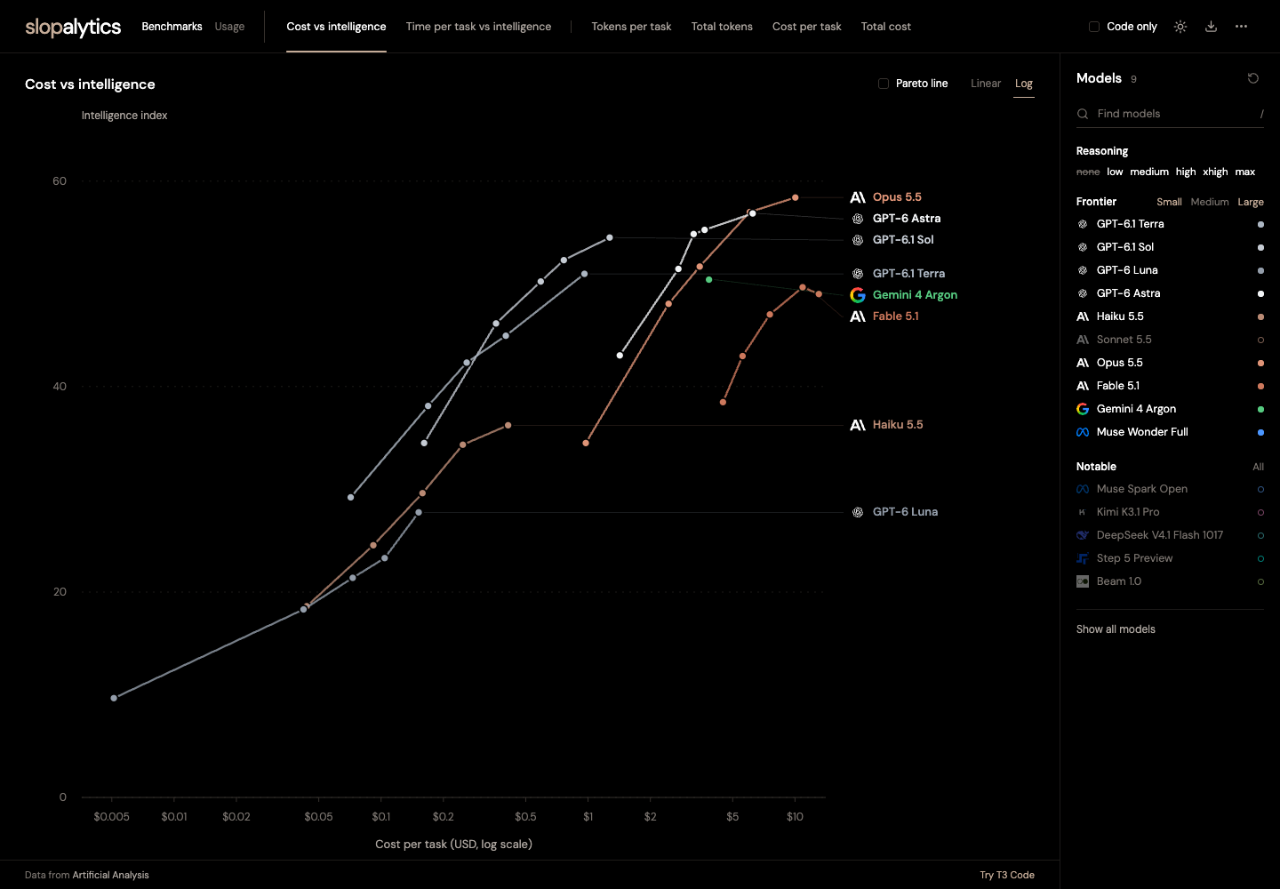 slopalytics Benchmarks Usage Cost vs intelligence Time per task vs intelligence Tokens per task Total tokens Cost per task Total cost Code only
Cost vs intelligence
Pareto line Linear Log
Intelligence index
60
40
20
0
Opus 5.5
GPT-6 Astra
GPT-6.1 Sol
GPT-6.1 Terra
Gemini 4 Argon
Fable 5.1
Haiku 5.5
GPT-6 Luna
$0.005 $0.01 $0.02 $0.05 $0.1 $0.2 $0.5 $1 $2 $5 $10
Cost per task (USD, log scale)
Data from Artificial Analysis
Try T3 Code
Models 9
Find models /
Reasoning
none low medium high xhigh max
Frontier Small Medium Large
GPT-6.1 Terra
GPT-6.1 Sol
GPT-6 Luna
GPT-6 Astra
Haiku 5.5
Sonnet 5.5
Opus 5.5
Fable 5.1
Gemini 4 Argon
Muse Wonder Full
Notable All
Muse Spark Open
Kimi K3.1 Pro
DeepSeek V4.1 Flash 1017
Step 5 Preview
Beam 1.0
Show all models